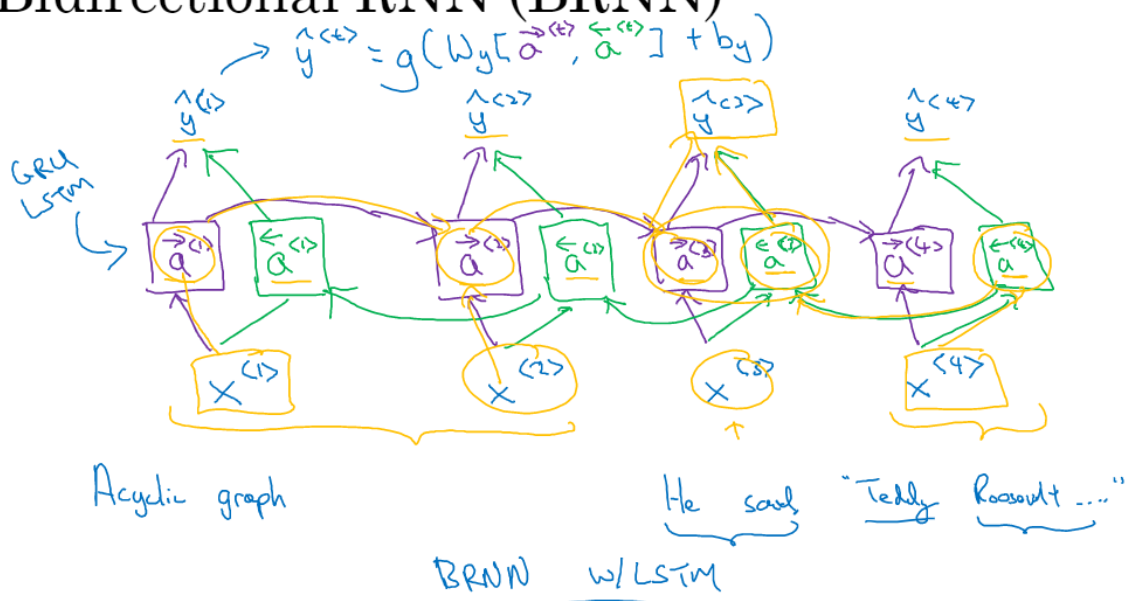 Bidirectional RNN (BRNN)
ŷ<t> = g(Wy[a→<t>, a←<t>] + by)
ŷ<1> ŷ<2> ŷ<3> ŷ<4>
GRU
LSTM
a→<1> a←<1> a→<2> a←<2> a→<3> a←<3> a→<4> a←<4>
x<1> x<2> x<3> x<4>
Acyclic graph He said, "Teddy Roosevelt ...."
BRNN w/ LSTM